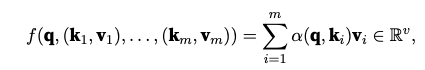 f(𝐪, (𝐤₁, 𝐯₁), . . . , (𝐤ₘ, 𝐯ₘ)) = ∑ᵢ₌₁ᵐ α(𝐪, 𝐤ᵢ)𝐯ᵢ ∈ ℝᵛ,